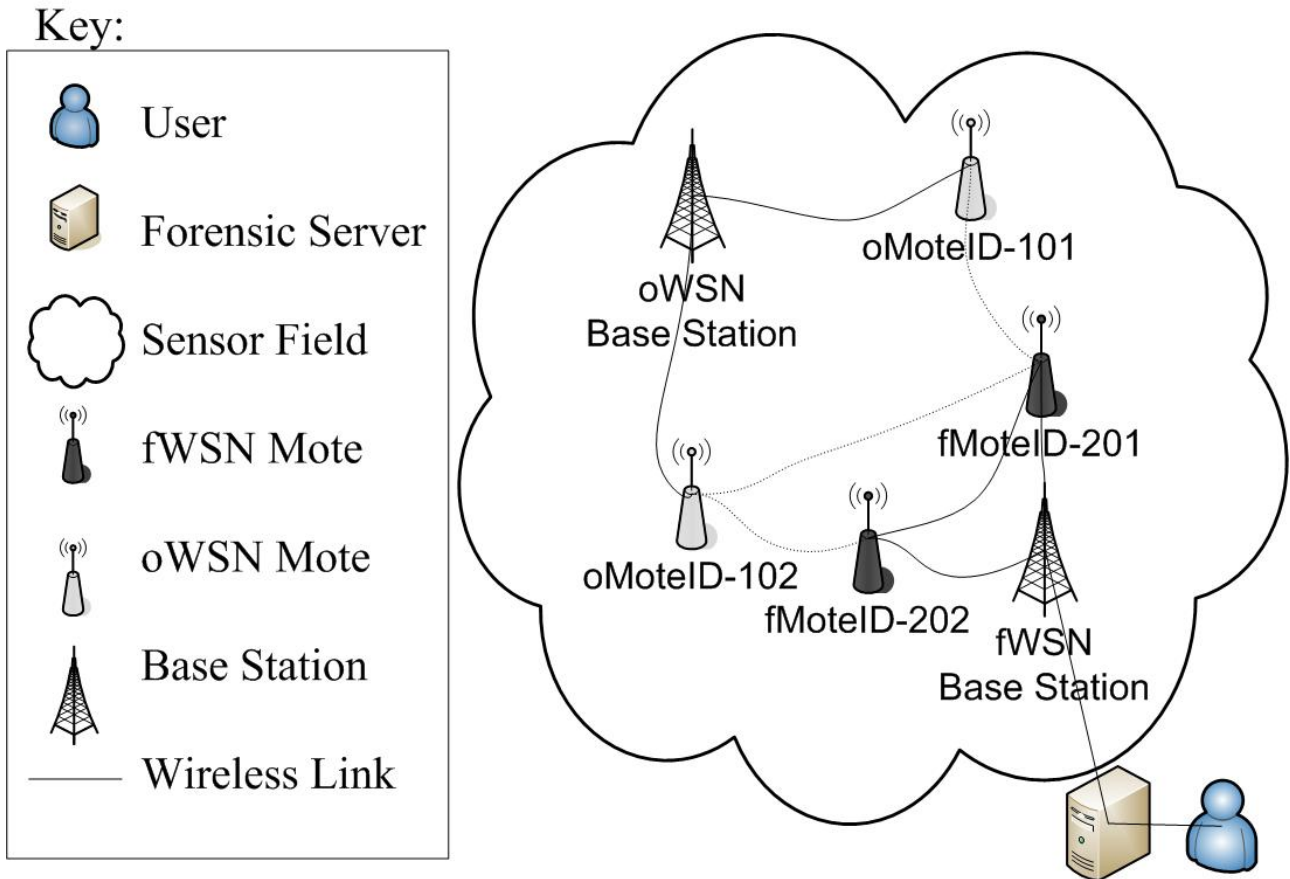 Key:
User
Forensic Server
Sensor Field
fWSN Mote
oWSN Mote
Base Station
Wireless Link
oMoteID-101
oWSN
Base Station
fMoteID-201
oMoteID-102
fMoteID-202
fWSN
Base Station